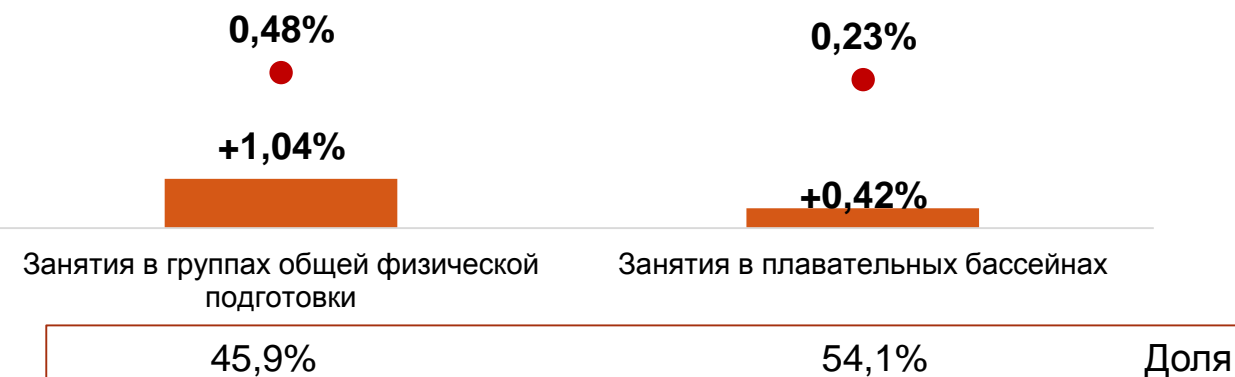 0,48%
0,23%
+1,04%
+0,42%
Занятия в группах общей физической
подготовки
Занятия в плавательных бассейнах
45,9%
54,1%
Доля